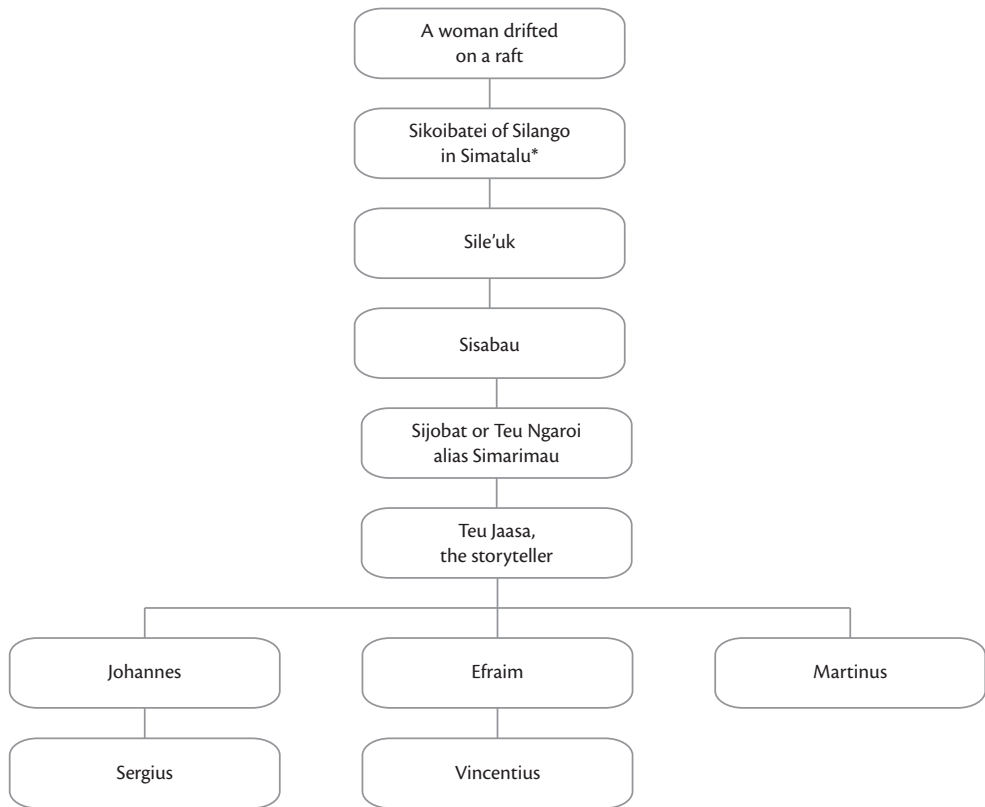 A woman drifted
on a raft
Sikoibatei of Silango
in Simatalu*
Sile’uk
Sisabau
Sijobat or Teu Ngaroi
alias Simarimau
Teu Jaasa,
the storyteller
Johannes
Efraim
Martinus
Sergius
Vincentius